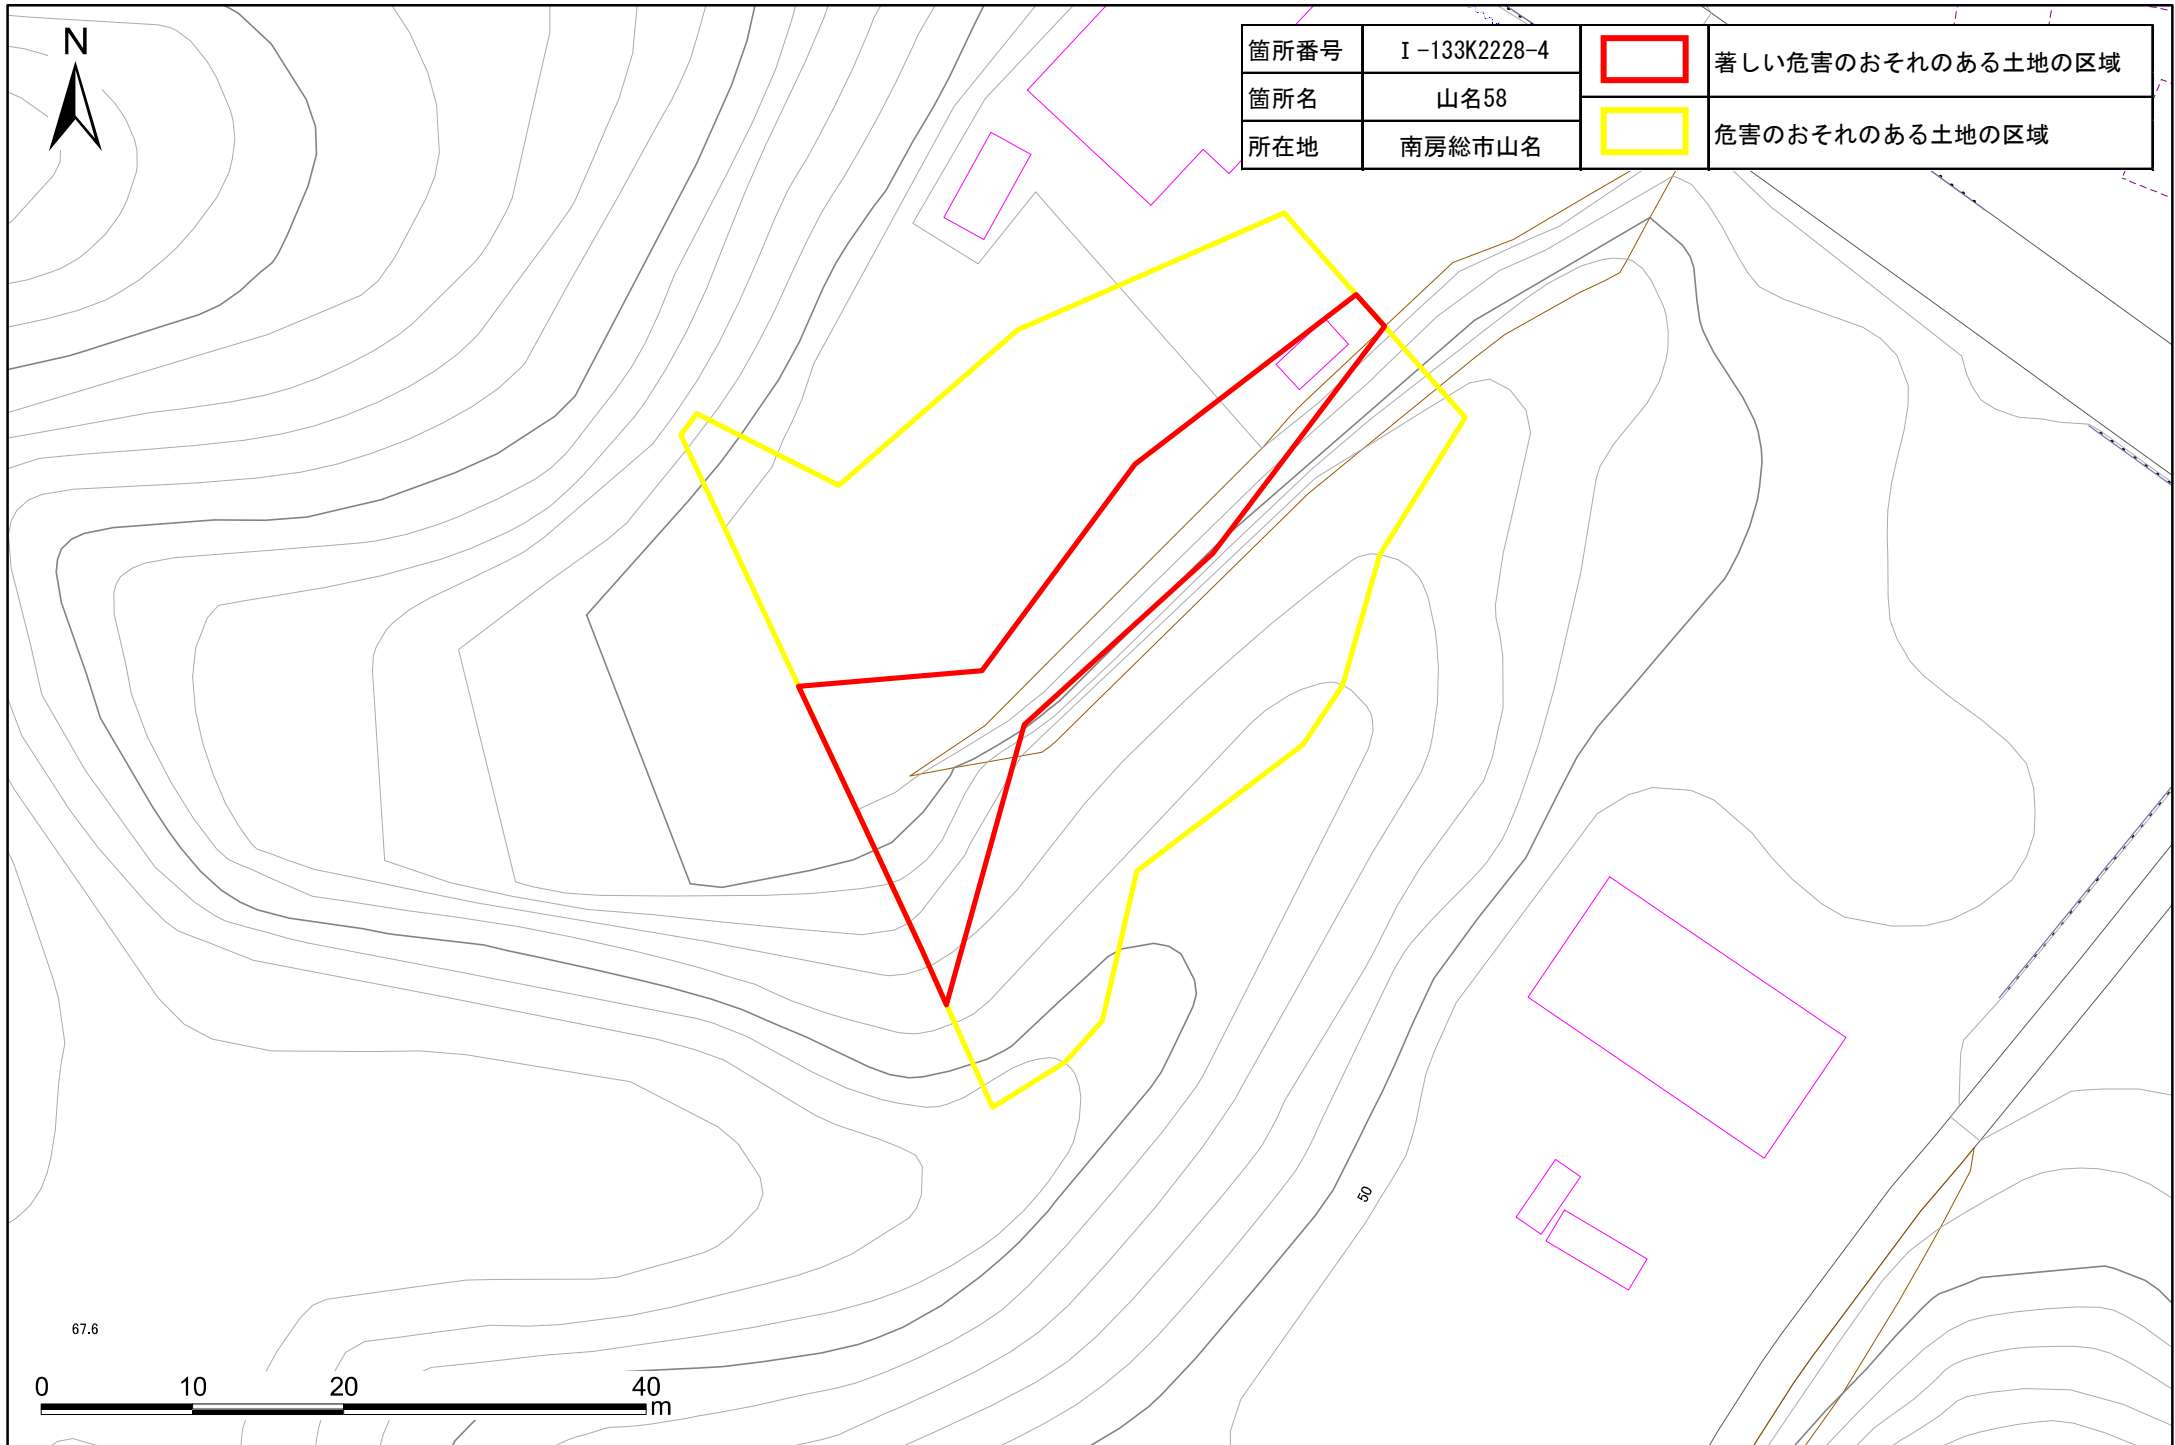 N
箇所番号 Ⅰ-133K2228-4 著しい危害のおそれのある土地の区域
箇所名 山名58
危害のおそれのある土地の区域
所在地 南房総市山名
50
67.6
0 10 20 40
m